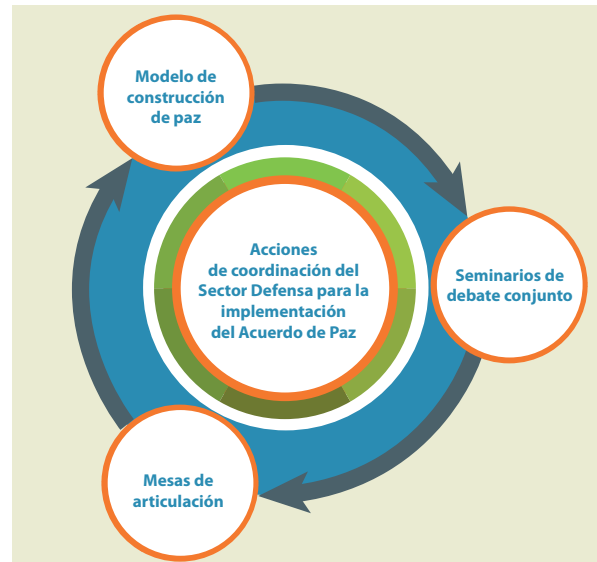 Modelo de
construcción
de paz
Acciones
de coordinación del
Sector Defensa para la
implementación
del Acuerdo de Paz
Seminarios de
debate conjunto
Mesas de
articulación